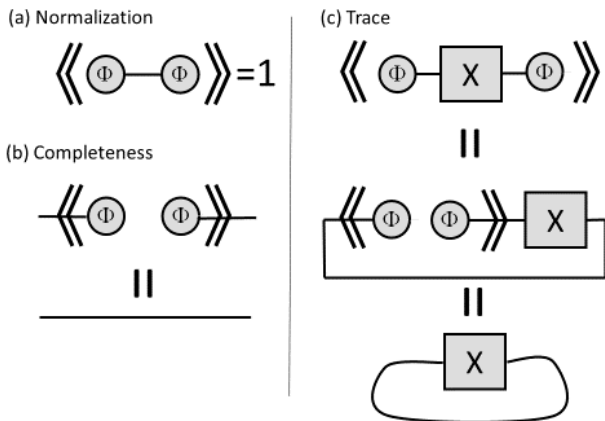 (a) Normalization
Φ Φ =1
(b) Completeness
Φ Φ
(c) Trace
Φ X Φ
Φ Φ X
X